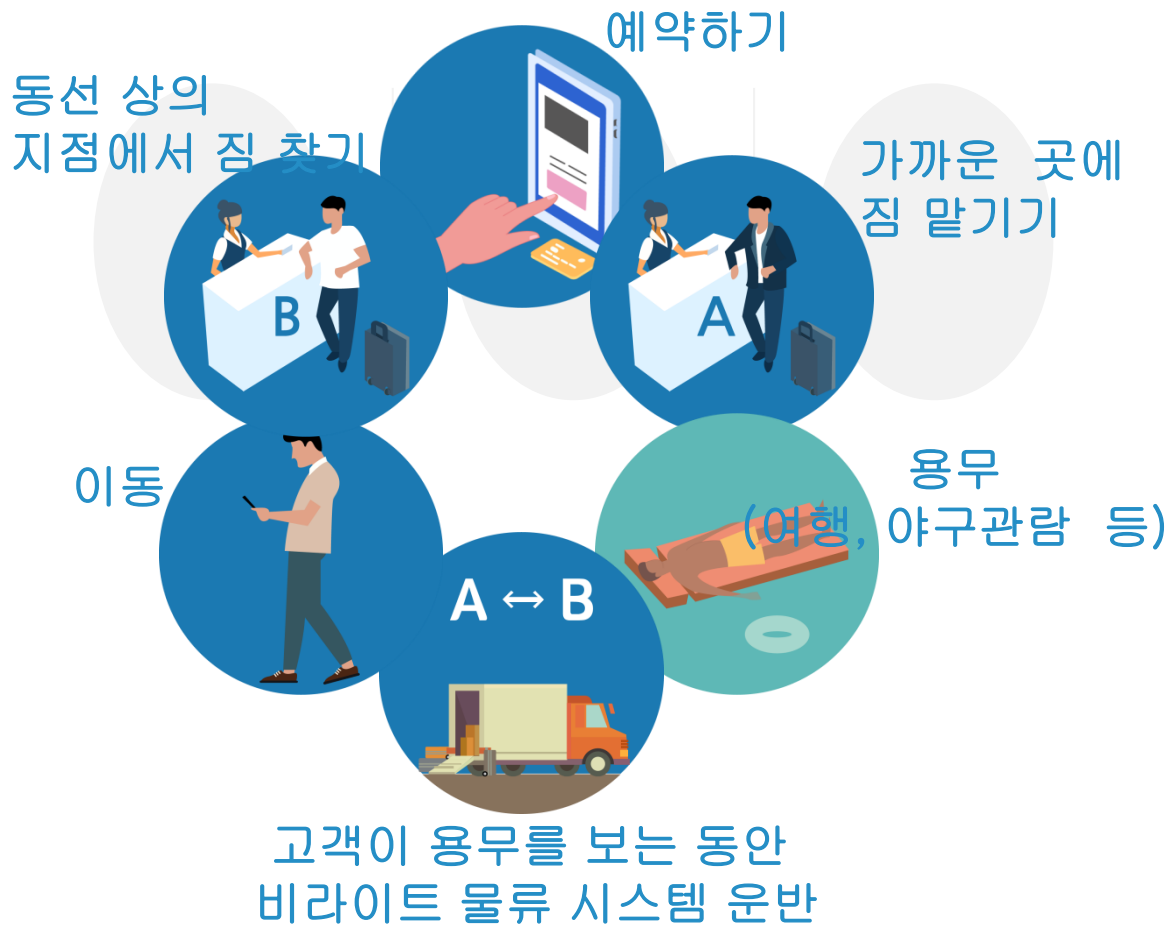 예약하기
가까운 곳에
짐 맡기기
A
용무
(여행, 야구관람 등)
A ↔ B
고객이 용무를 보는 동안
비라이트 물류 시스템 운반
이동
동선 상의
지점에서 짐 찾기
B